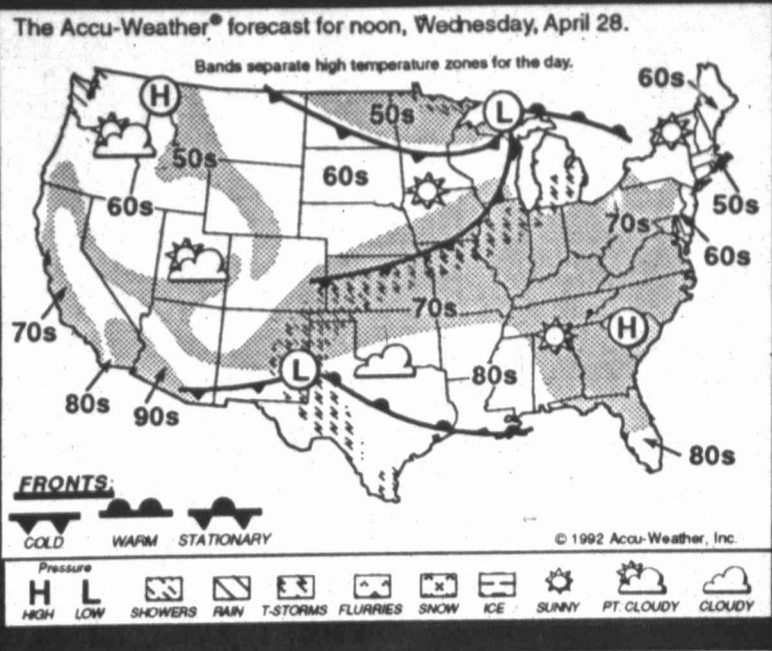 The Accu-Weather® forecast for noon, Wednesday, April 28.
Bands separate high temperature zones for the day.
60s
H
50s
L
50s
60s
50s
60s
70s
60s
70s
70s
H
L
80s
80s
90s
80s
FRONTS:
COLD WARM STATIONARY
© 1992 Accu-Weather, Inc.
Pressure
H L
HIGH LOW SHOWERS RAIN T-STORMS FLURRIES SNOW ICE SUNNY PT. CLOUDY CLOUDY